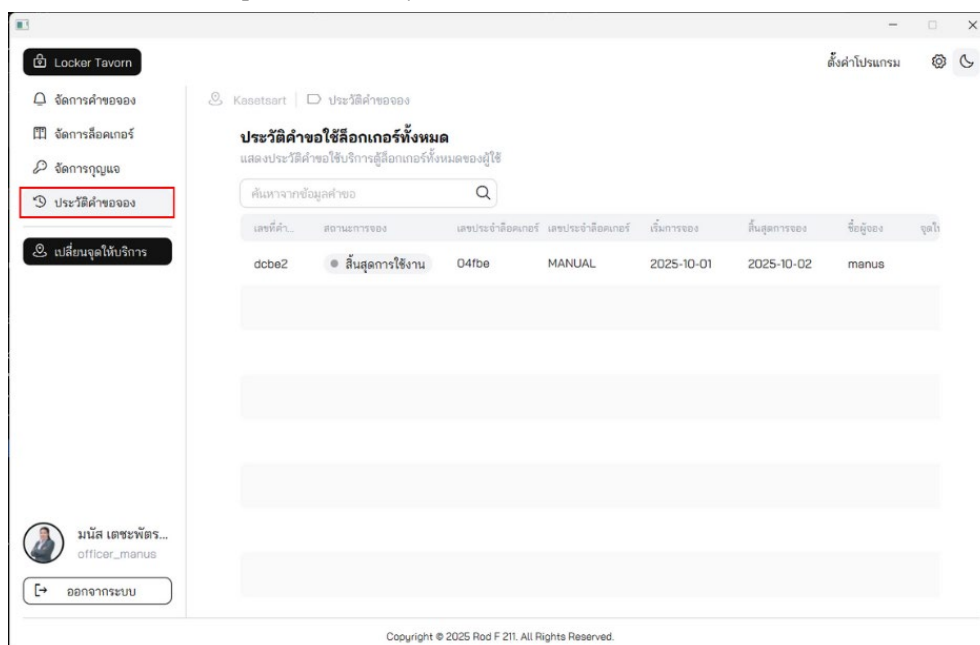 Locker Tavorn
ตั้งค่าโปรแกรม
จัดการคำขอจอง
จัดการล็อคเกอร์
จัดการกุญแจ
ประวัติคำขอจอง
เปลี่ยนจุดให้บริการ
Kasetsart
ประวัติคำขอจอง
ประวัติคำขอใช้ล็อกเกอร์ทั้งหมด
แสดงประวัติคำขอใช้บริการตู้ล็อกเกอร์ทั้งหมดของผู้ใช้
ค้นหาจากข้อมูลคำขอ
เลขที่คำ... สถานะการจอง เลขประจำล็อคเกอร์ เลขประจำล็อคเกอร์ เริ่มการจอง สิ้นสุดการจอง ชื่อผู้จอง จุดใ
dcbe2 สิ้นสุดการใช้งาน 04fbe MANUAL 2025-10-01 2025-10-02 manus
มนัส เตชะพัตร...
officer_manus
ออกจากระบบ
Copyright © 2025 Rod F 211. All Rights Reserved.